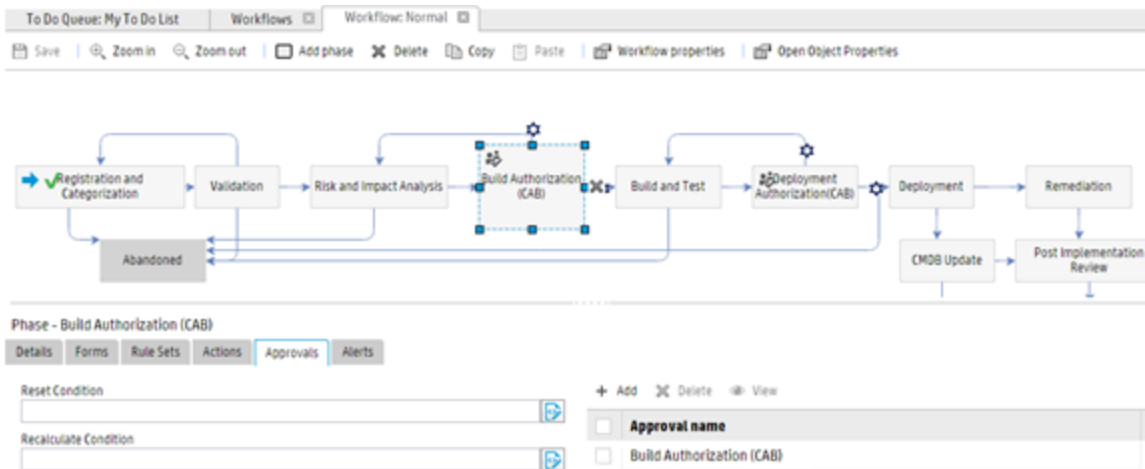 To Do Queue: My To Do List Workflows Workflow: Normal
Save Zoom in Zoom out Add phase Delete Copy Paste Workflow properties Open Object Properties
Registration and
Categorization
Validation
Risk and Impact Analysis
Build Authorization
(CAB)
Build and Test
Deployment
Authorization(CAB)
Deployment
Remediation
Abandoned
CMDB Update
Post Implementation
Review
Phase - Build Authorization (CAB)
Details Forms Rule Sets Actions Approvals Alerts
Reset Condition
Recalculate Condition
Add Delete View
Approval name
Build Authorization (CAB)